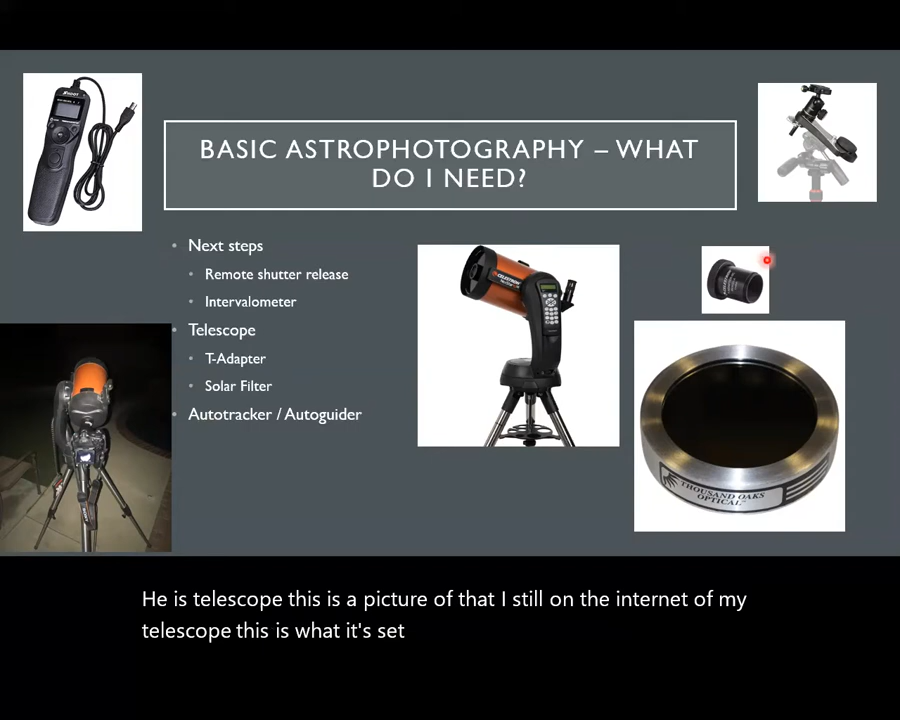 BASIC ASTROPHOTOGRAPHY – WHAT
DO I NEED?
Next steps
Remote shutter release
Intervalometer
Telescope
T-Adapter
Solar Filter
Autotracker / Autoguider
CELESTRON
THOUSAND OAKS
OPTICAL
He is telescope this is a picture of that I still on the internet of my
telescope this is what it's set